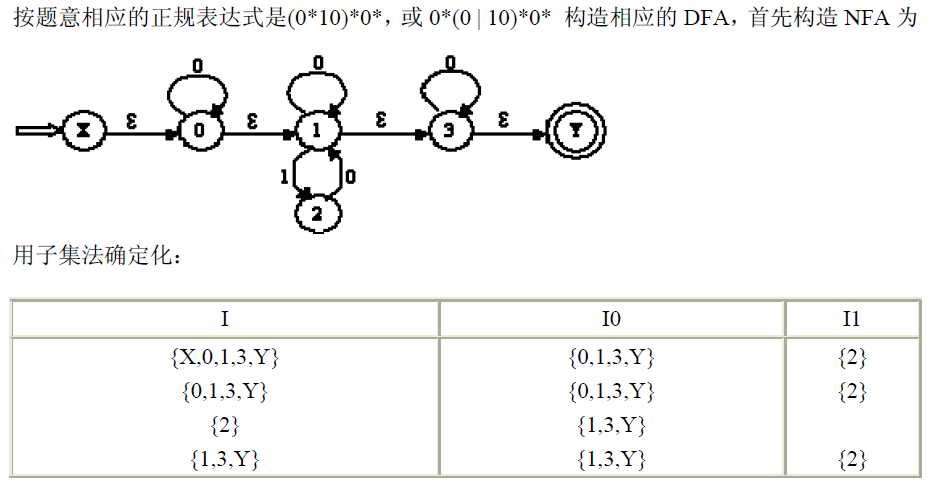 按题意相应的正规表达式是(0*10)*0*，或 0*(0 | 10)*0* 构造相应的 DFA，首先构造 NFA 为
0 0 0
X ε 0 ε 1 ε 3 ε Y
1 0
2
用子集法确定化：
I I0 I1
{X,0,1,3,Y} {0,1,3,Y} {2}
{0,1,3,Y} {0,1,3,Y} {2}
{2} {1,3,Y}
{1,3,Y} {1,3,Y} {2}